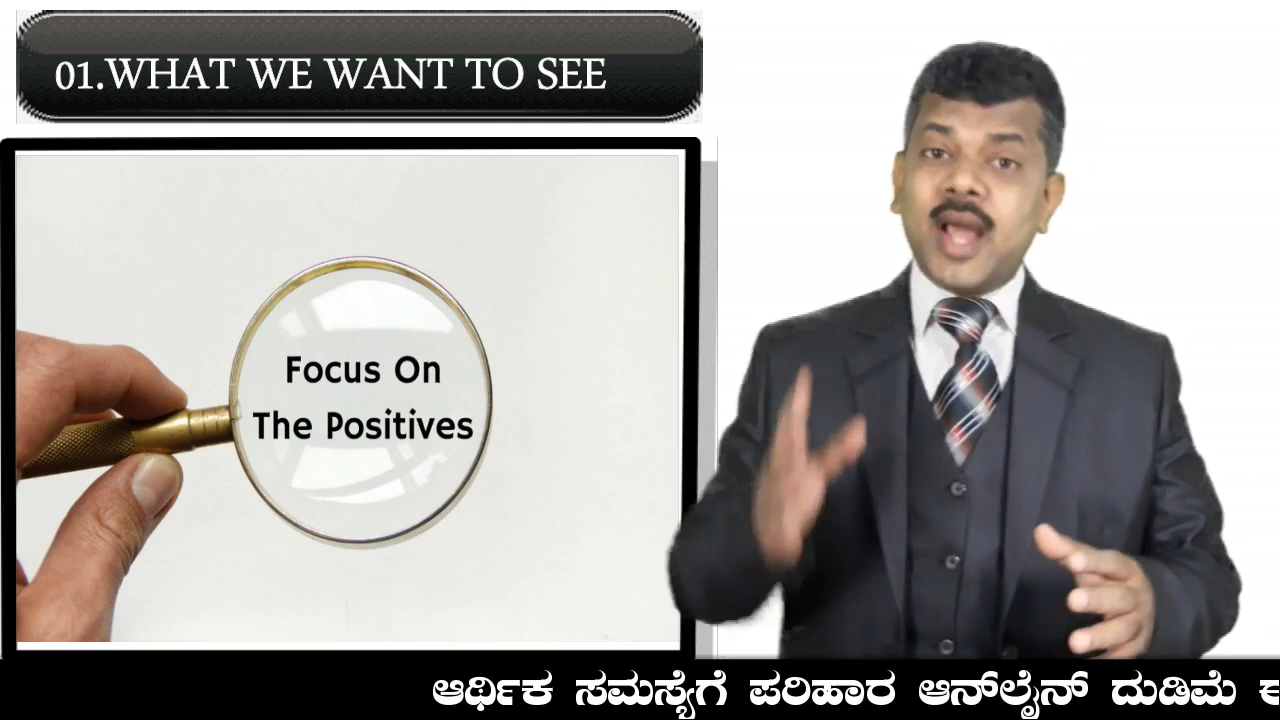 01.WHAT WE WANT TO SEE
Focus On
The Positives
ಆರ್ಥಿಕ ಸಮಸ್ಯೆಗೆ ಪರಿಹಾರ ಆನ್‌ಲೈನ್ ದುಡಿಮೆ